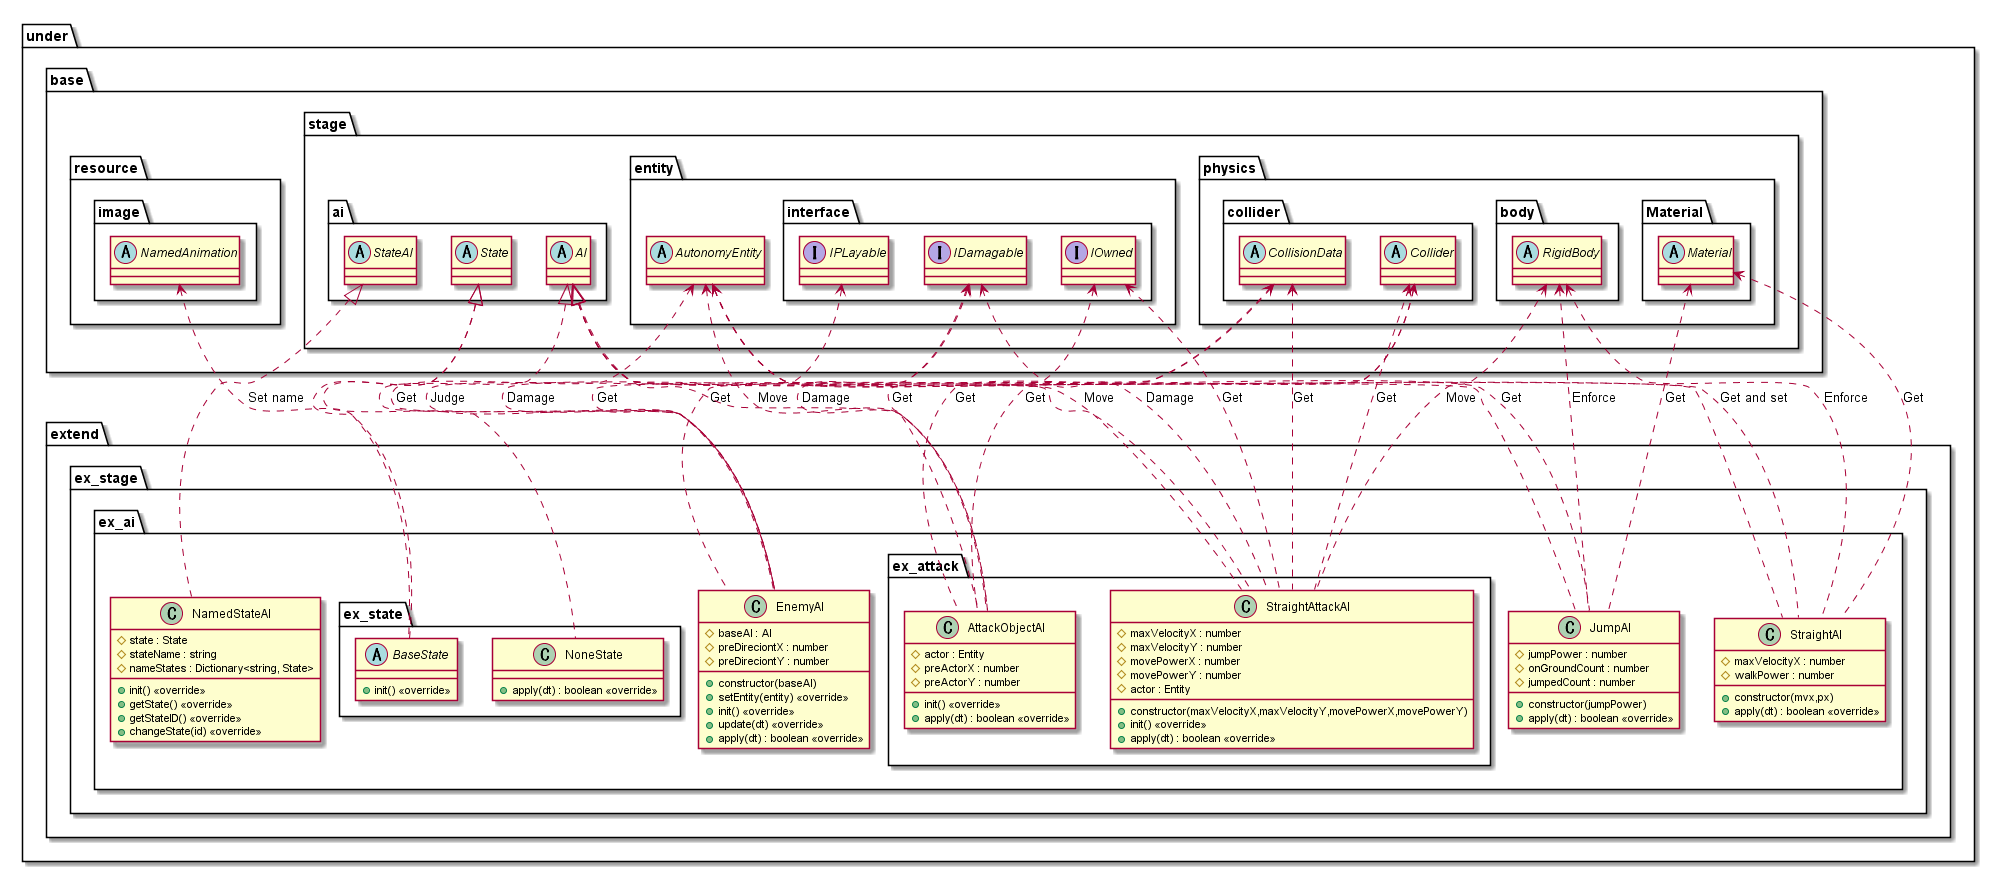 under
base
stage
resource
entity
physics
image
ai
interface
collider
body
Material
A NamedAnimation
A StateAI
A State
A AI
A AutonomyEntity
I IPLayable
I IDamagable
I IOwned
A CollisionData
A Collider
A RigidBody
A Material
Set name
Get
Judge
Damage
Get
Get
Move
Damage
Get
Get
Get
Move
Damage
Get
Get
Get
Move
Get
Enforce
Get
Get and set
Enforce
Get
extend
ex_stage
ex_ai
ex_attack
ex_state
C NamedStateAI
state : State
stateName : string
nameStates : Dictionary<string, State>
init() «override»
getState() «override»
getStateID() «override»
changeState(id) «override»
A BaseState
init() «override»
C NoneState
apply(dt) : boolean «override»
C EnemyAI
baseAI : AI
preDireciontX : number
preDireciontY : number
constructor(baseAI)
setEntity(entity) «override»
init() «override»
update(dt) «override»
apply(dt) : boolean «override»
C AttackObjectAI
actor : Entity
preActorX : number
preActorY : number
init() «override»
apply(dt) : boolean «override»
C StraightAttackAI
maxVelocityX : number
maxVelocityY : number
movePowerX : number
movePowerY : number
actor : Entity
constructor(maxVelocityX,maxVelocityY,movePowerX,movePowerY)
init() «override»
apply(dt) : boolean «override»
C JumpAI
jumpPower : number
onGroundCount : number
jumpedCount : number
constructor(jumpPower)
apply(dt) : boolean «override»
C StraightAI
maxVelocityX : number
walkPower : number
constructor(mvx,px)
apply(dt) : boolean «override»